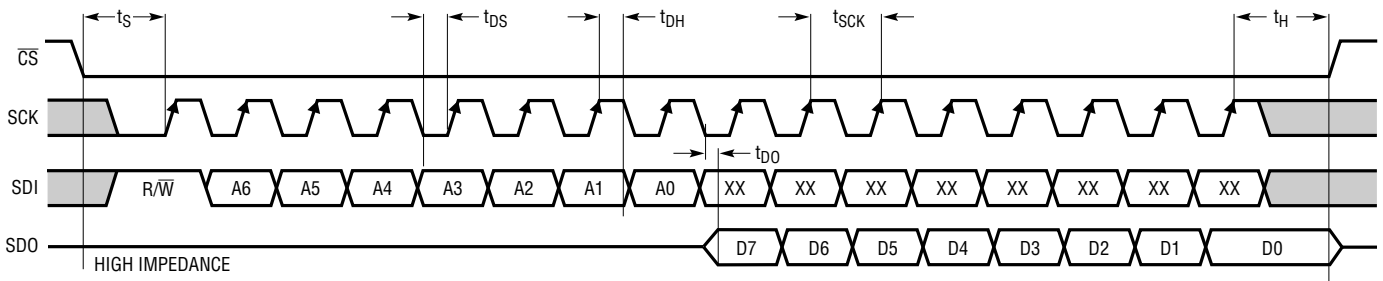 tS tDS tDH tSCK tH
CS
SCK
tDO
SDI R/W A6 A5 A4 A3 A2 A1 A0 XX XX XX XX XX XX XX XX
SDO D7 D6 D5 D4 D3 D2 D1 D0
HIGH IMPEDANCE